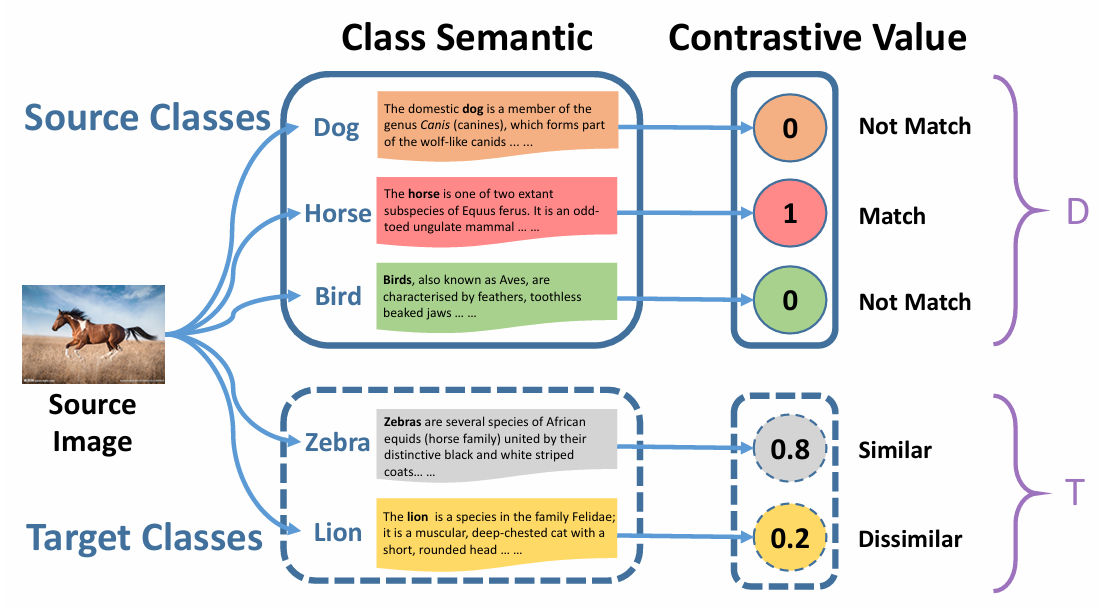 Class Semantic
Contrastive Value
Source Classes
Dog
The domestic dog is a member of the
genus Canis (canines), which forms part
of the wolf-like canids ... ...
0
Not Match
Horse
The horse is one of two extant
subspecies of Equus ferus. It is an odd-
toed ungulate mammal ... ...
1
Match
D
Bird
Birds, also known as Aves, are
characterised by feathers, toothless
beaked jaws ... ...
0
Not Match
Source
Image
Zebra
Zebras are several species of African
equids (horse family) united by their
distinctive black and white striped
coats... ...
0.8
Similar
T
Target Classes
Lion
The lion is a species in the family Felidae;
it is a muscular, deep-chested cat with a
short, rounded head ... ...
0.2
Dissimilar